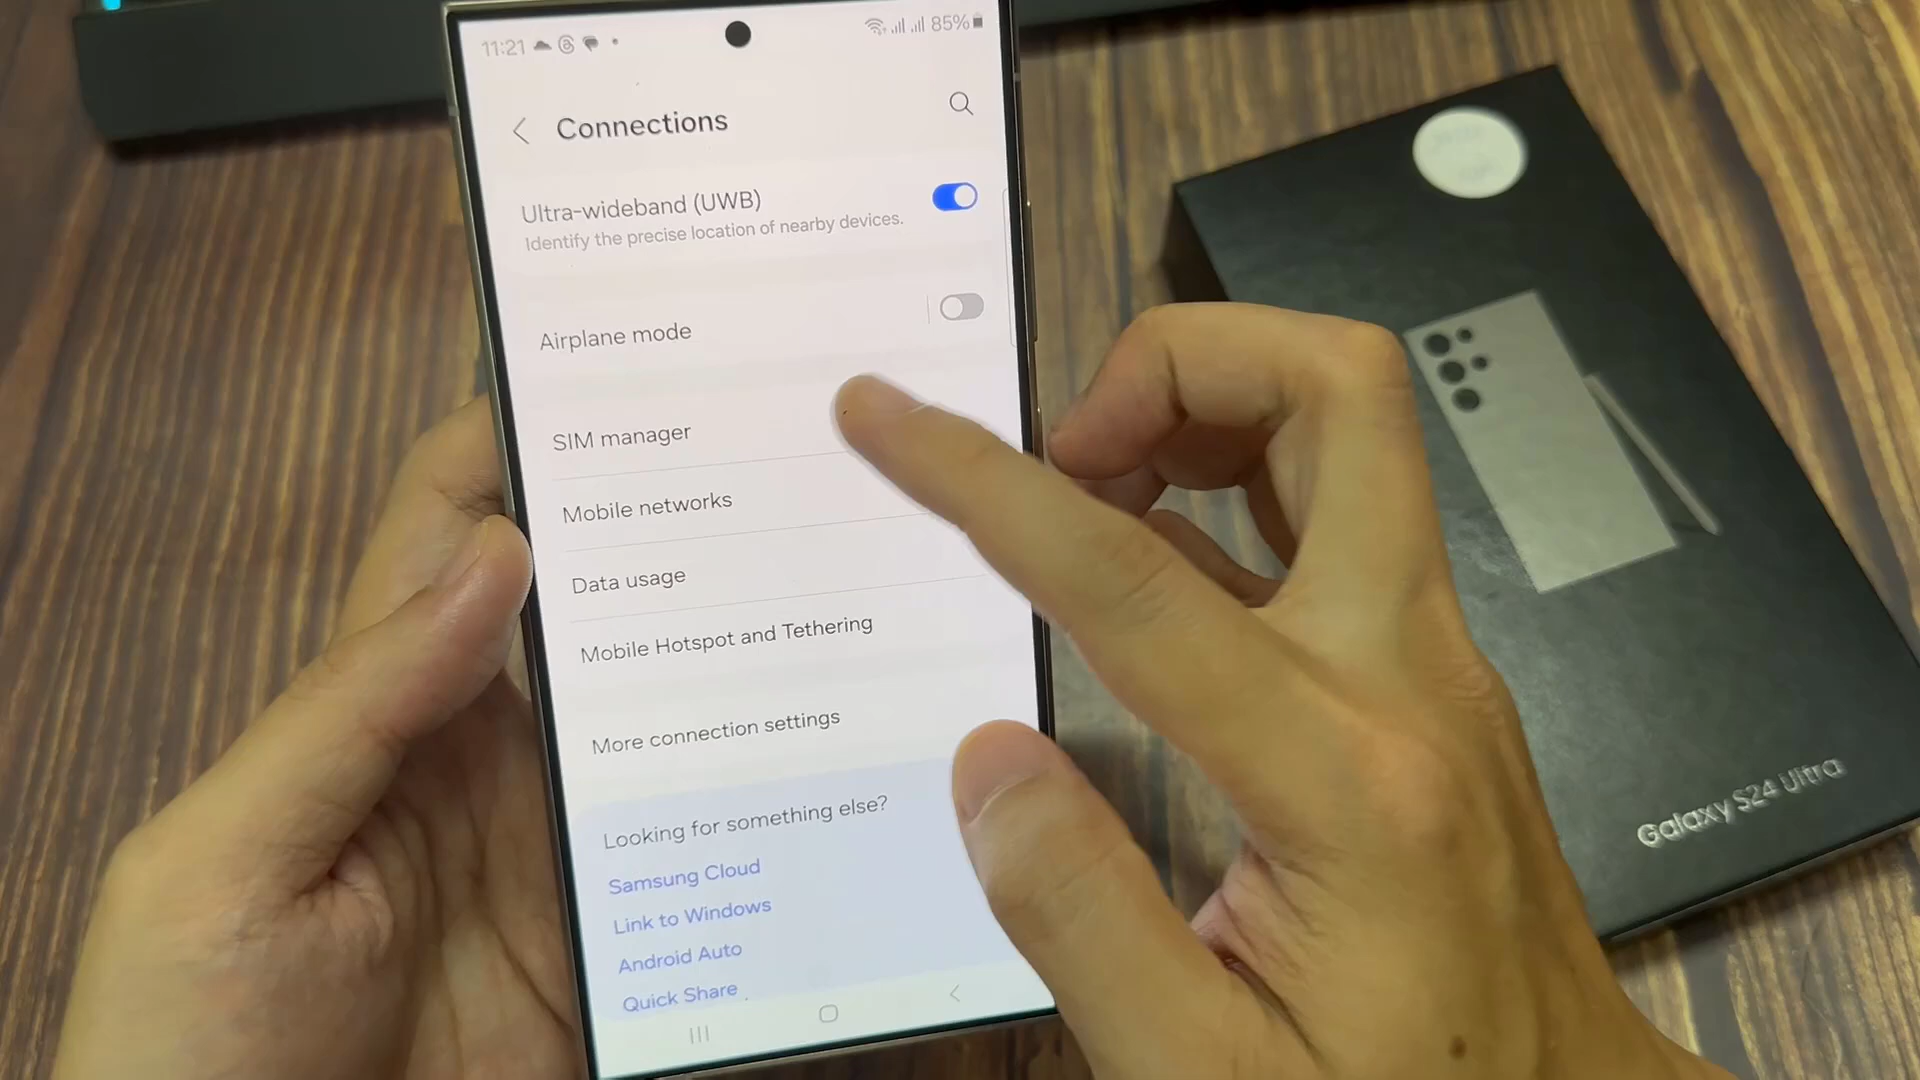 11:21
85%
Connections
Ultra-wideband (UWB)
Identify the precise location of nearby devices.
Airplane mode
SIM manager
Mobile networks
Data usage
Mobile Hotspot and Tethering
More connection settings
Looking for something else?
Samsung Cloud
Link to Windows
Android Auto
Quick Share
Galaxy S24 Ultra